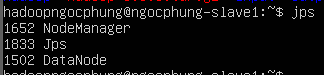 hadoopngocphung@ngocphung-slave1:~$ jps
1652 NodeManager
1833 Jps
1502 DataNode